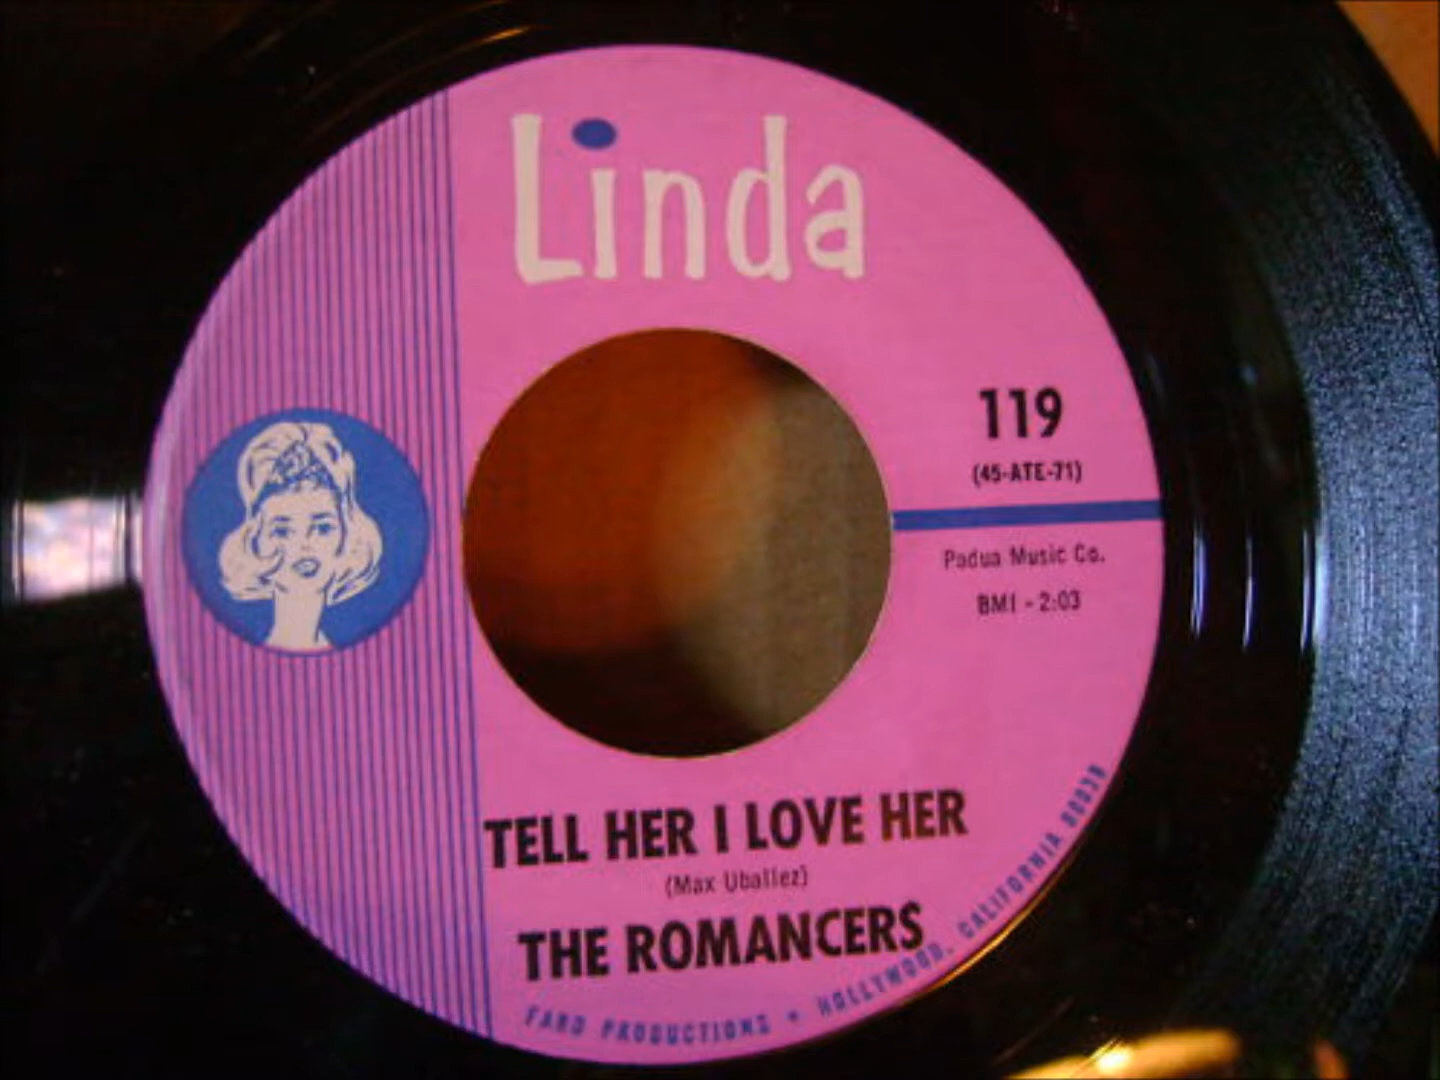 Linda
119
(45-ATE-71)
Padua Music Co.
BMI - 2:03
TELL HER I LOVE HER
(Max Uballez)
THE ROMANCERS
FARO PRODUCTIONS • HOLLYWOOD, CALIFORNIA 90038